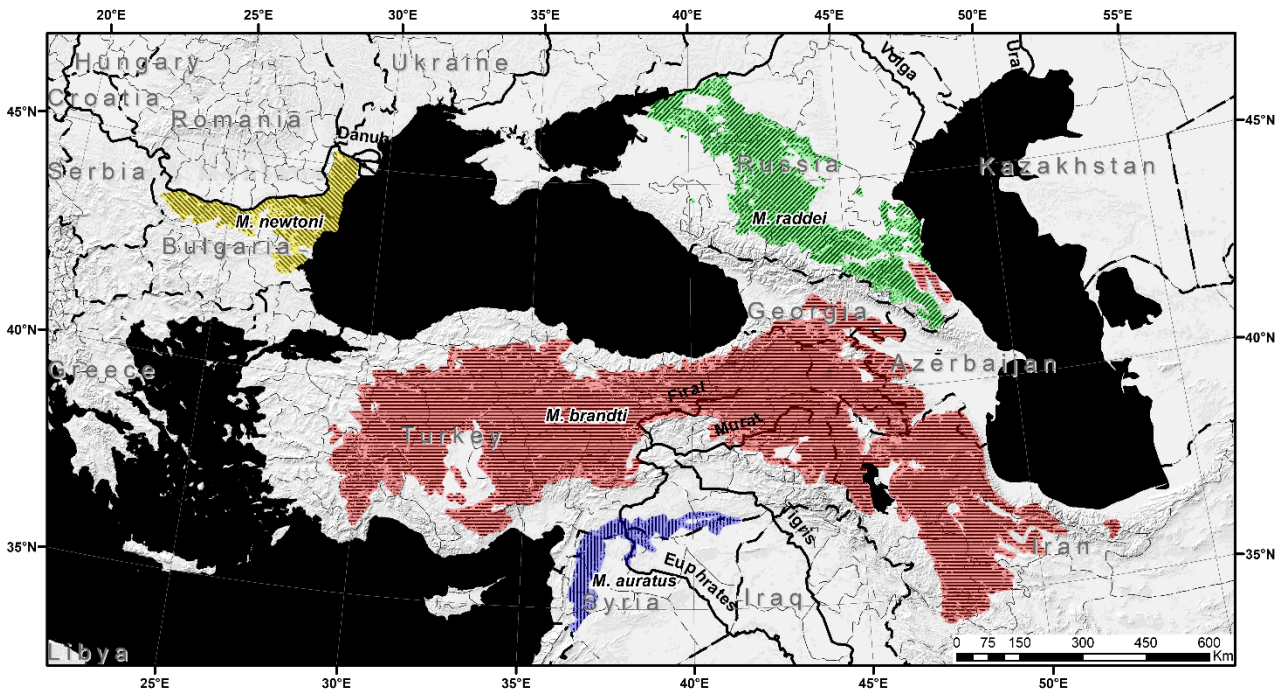 20°E 25°E 30°E 35°E 40°E 45°E 50°E 55°E
Hungary
Ukraine
Volga
Ural
Croatia
45°N
45°N
Romania
Danub
Serbia
Russia
Kazakhstan
M. newtoni
M. raddei
Bulgaria
Georgia
40°N
40°N
Greece
Azerbaijan
Firat
M. brandti
Murat
Turkey
Tigris
35°N
Iran
35°N
Euphrates
M. auratus
Syria
Iraq
0 75 150 300 450 600
Km
Libya
25°E 30°E 35°E 40°E 45°E 50°E